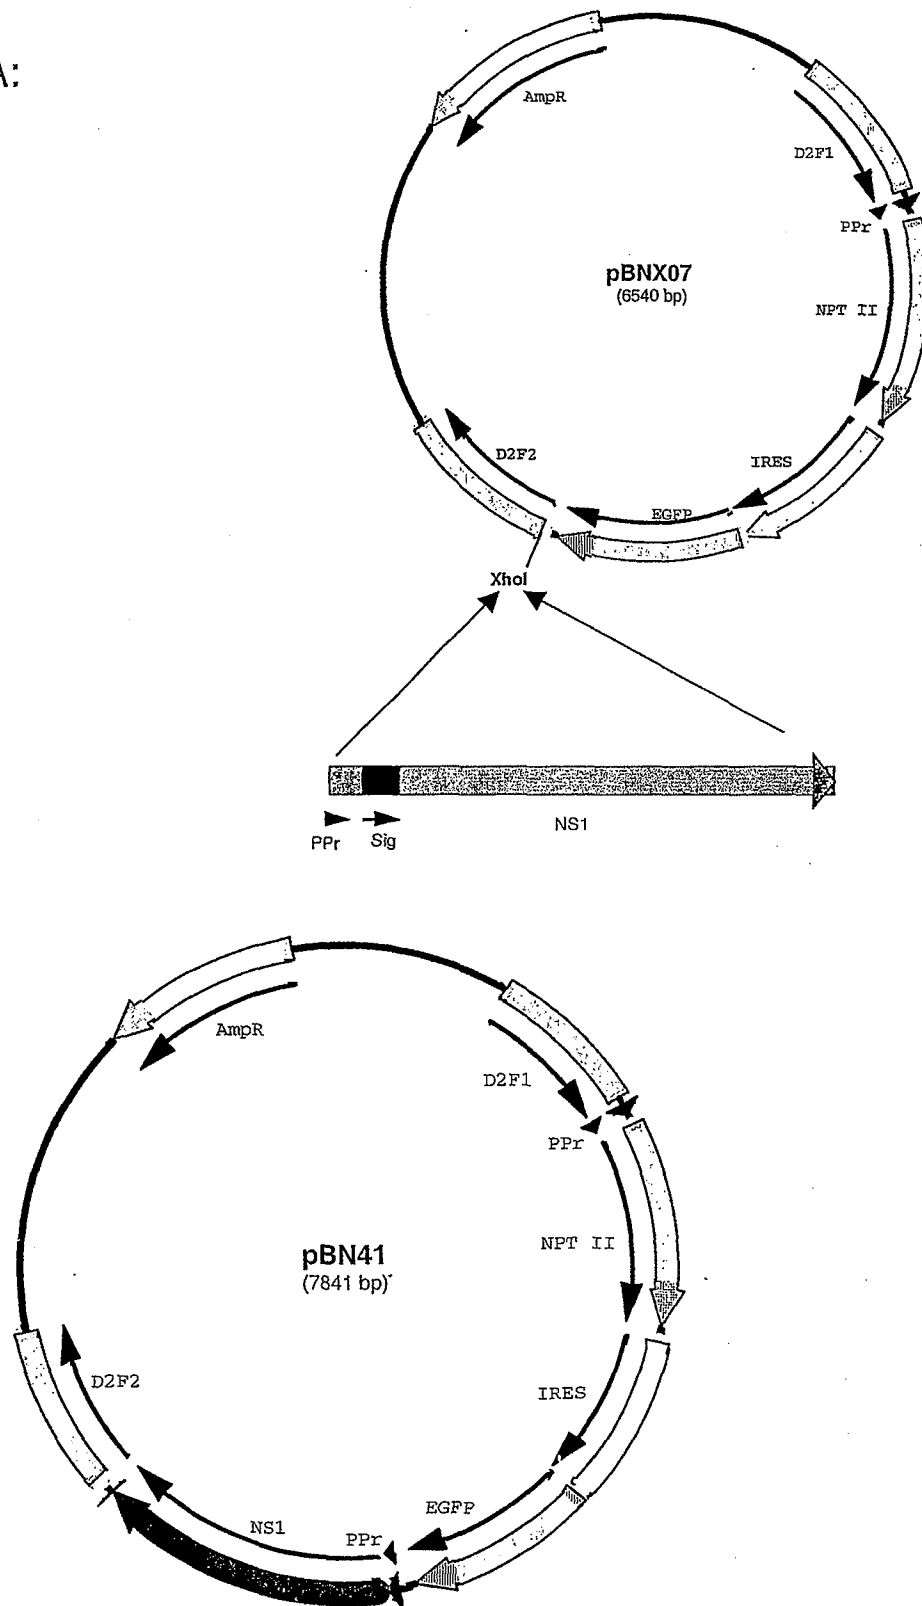 A:
AmpR
D2F1
PPr
pBNX07
(6540 bp)
NPT II
D2F2
IRES
EGFP
XhoI
PPr
Sig
NS1
AmpR
D2F1
PPr
NPT II
pBN41
(7841 bp)
D2F2
IRES
EGFP
NS1
PPr